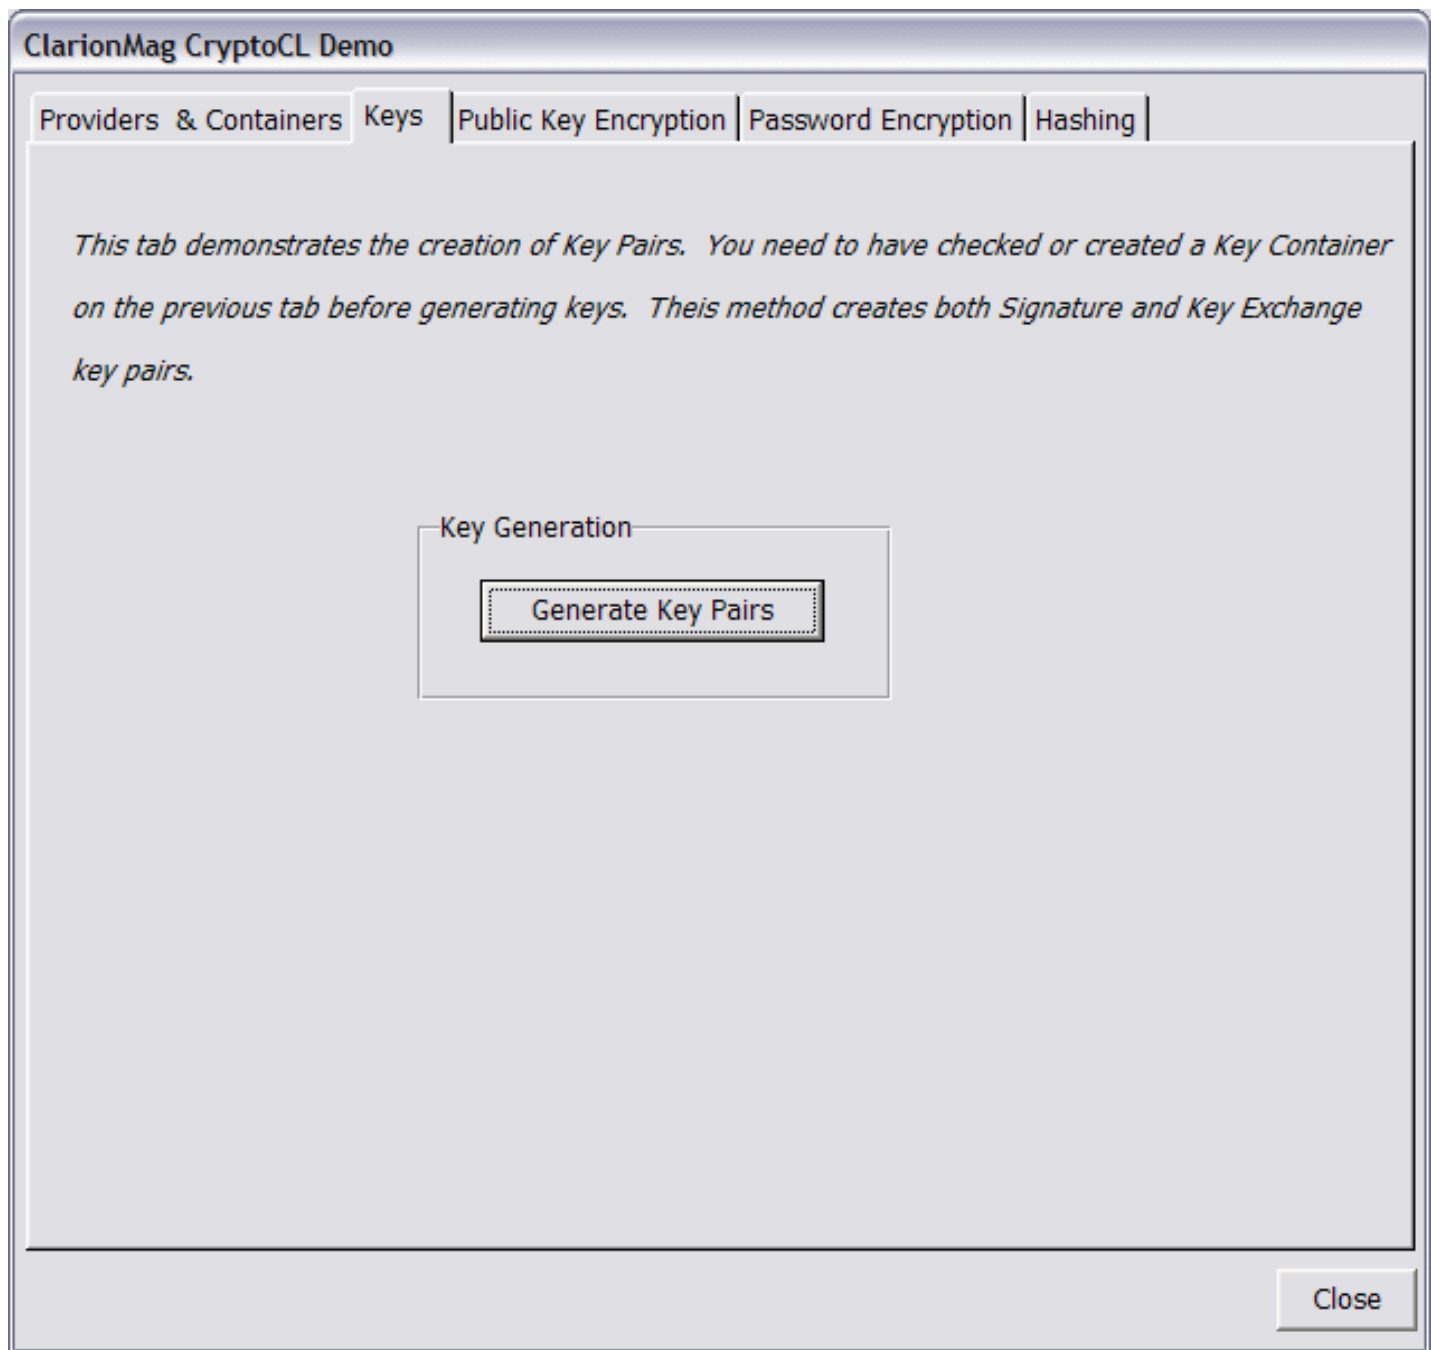 ClarionMag CryptoCL Demo
Providers & Containers Keys Public Key Encryption Password Encryption Hashing
This tab demonstrates the creation of Key Pairs. You need to have checked or created a Key Container
on the previous tab before generating keys. Theis method creates both Signature and Key Exchange
key pairs.
Key Generation
Generate Key Pairs
Close